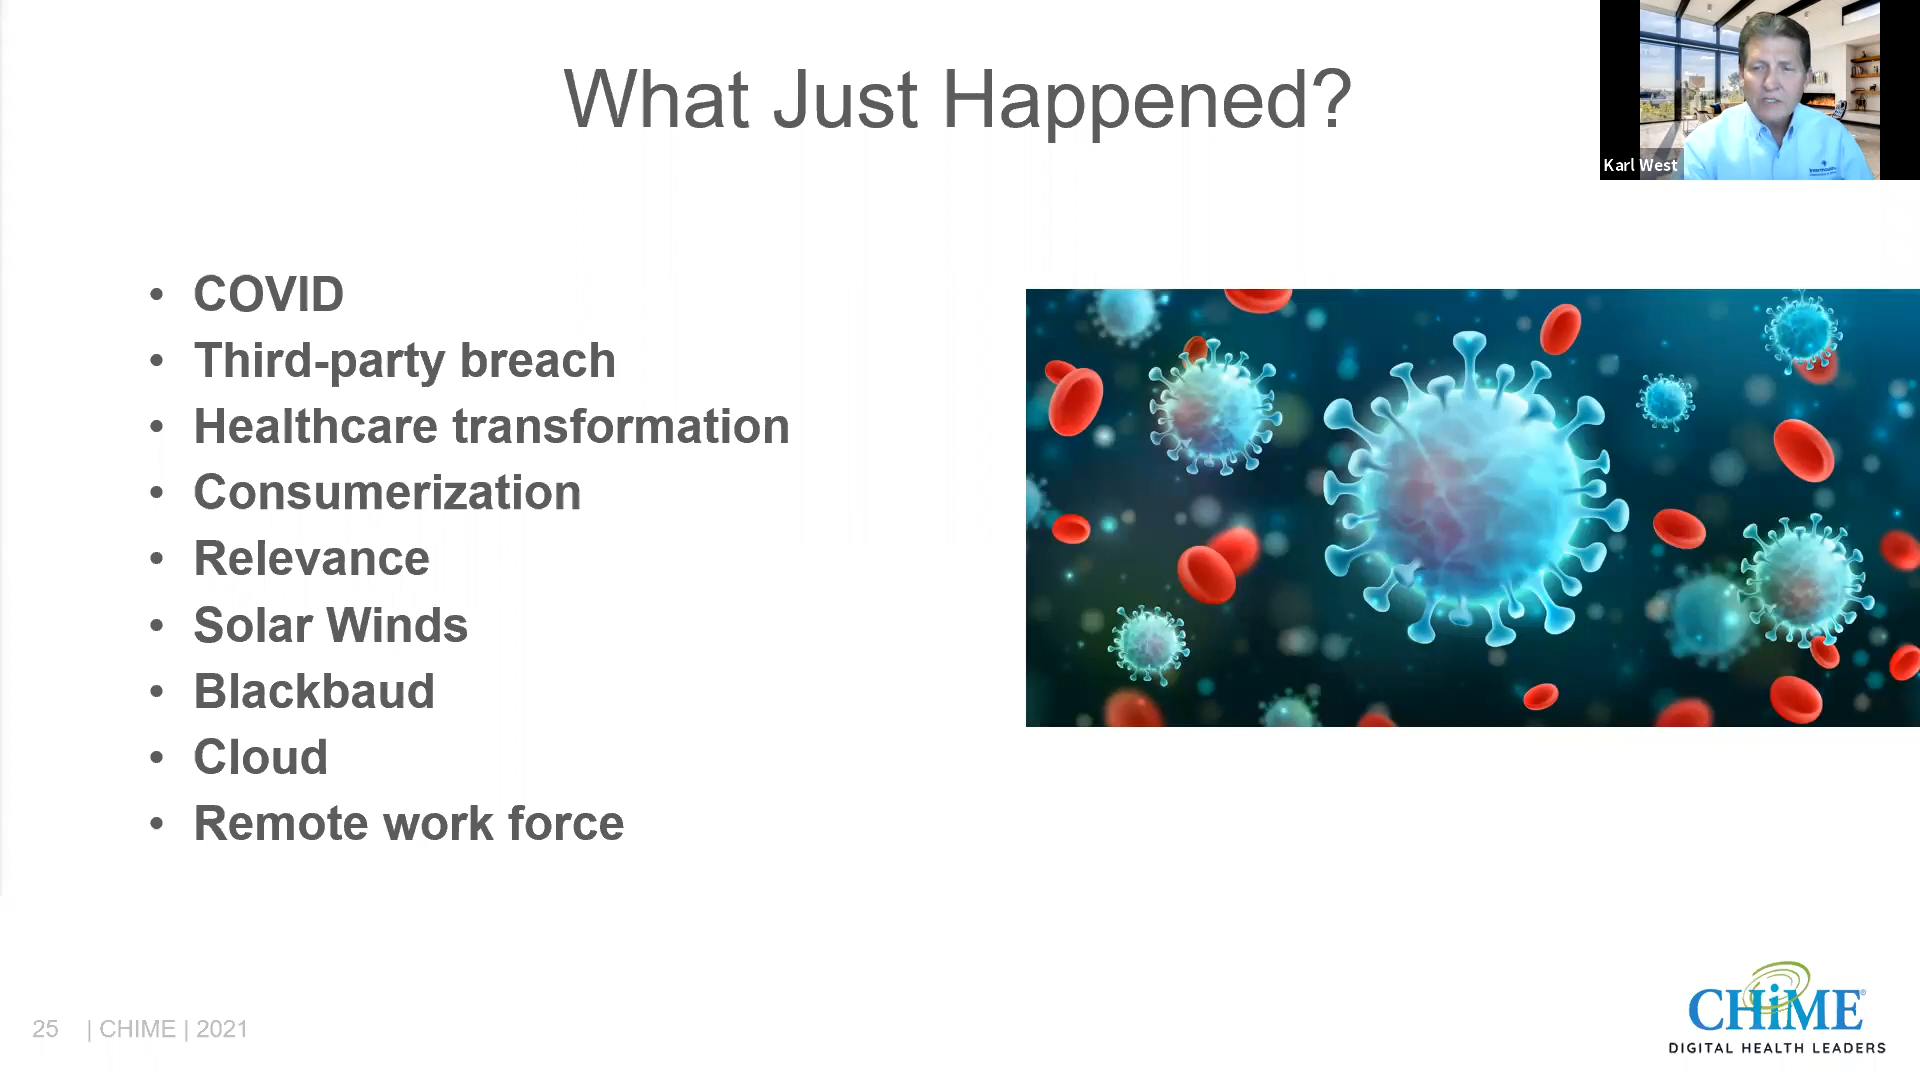 What Just Happened?
Karl West
• COVID
• Third-party breach
• Healthcare transformation
• Consumerization
• Relevance
• Solar Winds
• Blackbaud
• Cloud
• Remote work force
25 | CHIME | 2021
CHiME®
DIGITAL HEALTH LEADERS